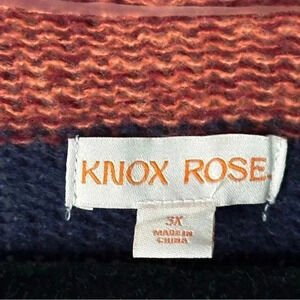 KNOX ROSE
3X
MADE IN
CHINA